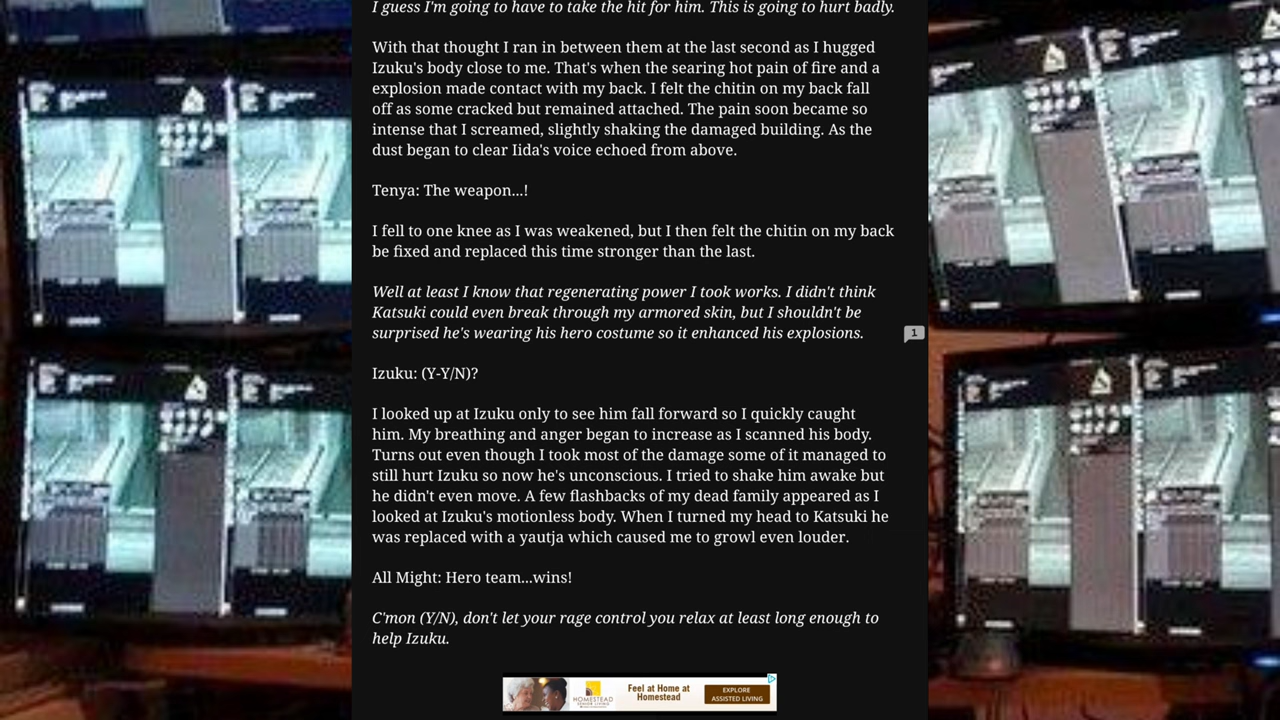 I guess I'm going to have to take the hit for him. This is going to hurt badly.
With that thought I ran in between them at the last second as I hugged
Izuku's body close to me. That's when the searing hot pain of fire and a
explosion made contact with my back. I felt the chitin on my back fall
off as some cracked but remained attached. The pain soon became so
intense that I screamed, slightly shaking the damaged building. As the
dust began to clear Iida's voice echoed from above.
Tenya: The weapon...!
I fell to one knee as I was weakened, but I then felt the chitin on my back
be fixed and replaced this time stronger than the last.
Well at least I know that regenerating power I took works. I didn't think
Katsuki could even break through my armored skin, but I shouldn't be
surprised he's wearing his hero costume so it enhanced his explosions.
1
Izuku: (Y-Y/N)?
I looked up at Izuku only to see him fall forward so I quickly caught
him. My breathing and anger began to increase as I scanned his body.
Turns out even though I took most of the damage some of it managed to
still hurt Izuku so now he's unconscious. I tried to shake him awake but
he didn't even move. A few flashbacks of my dead family appeared as I
looked at Izuku's motionless body. When I turned my head to Katsuki he
was replaced with a yautja which caused me to growl even louder.
All Might: Hero team...wins!
C'mon (Y/N), don't let your rage control you relax at least long enough to
help Izuku.
HOMESTEAD
Feel at Home at
Homestead
EXPLORE
ASSISTED LIVING